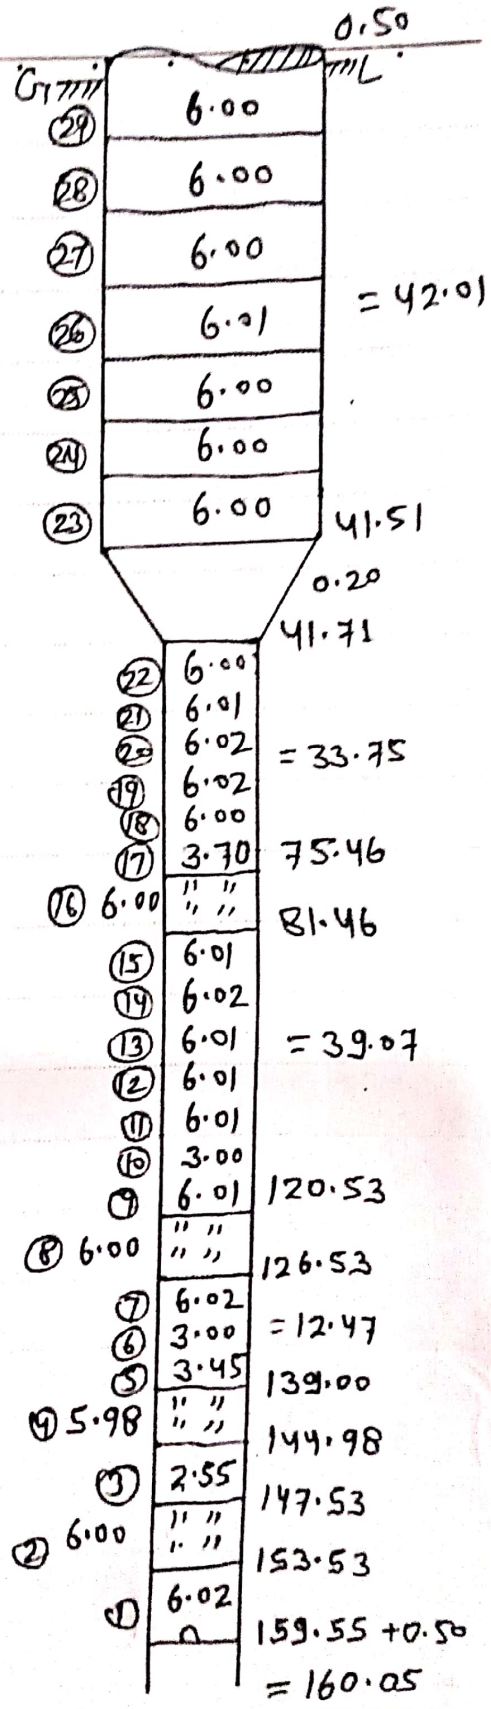 0.50
G L
29 6.00
28 6.00
27 6.00
= 42.01
26 6.01
25 6.00
24 6.00
23 6.00 41.51
0.20
41.71
22 6.00
21 6.01
20 6.02
= 33.75
19 6.02
18 6.00
17 3.70 75.46
16 6.00 '' ''
'' '' 81.46
15 6.01
14 6.02
13 6.01 = 39.07
12 6.01
11 6.01
10 3.00
9 6.01 120.53
8 6.00 '' ''
'' '' 126.53
7 6.02
6 3.00 = 12.47
5 3.45 139.00
4 5.98 '' ''
'' '' 144.98
3 2.55 147.53
2 6.00 '' ''
'' '' 153.53
1 6.02
159.55 +0.50
= 160.05